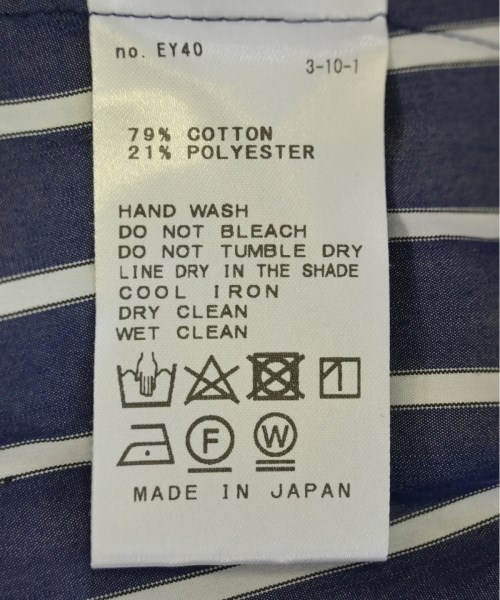 no. EY40
3-10-1
79% COTTON
21% POLYESTER
HAND WASH
DO NOT BLEACH
DO NOT TUMBLE DRY
LINE DRY IN THE SHADE
COOL IRON
DRY CLEAN
WET CLEAN
F W
MADE IN JAPAN